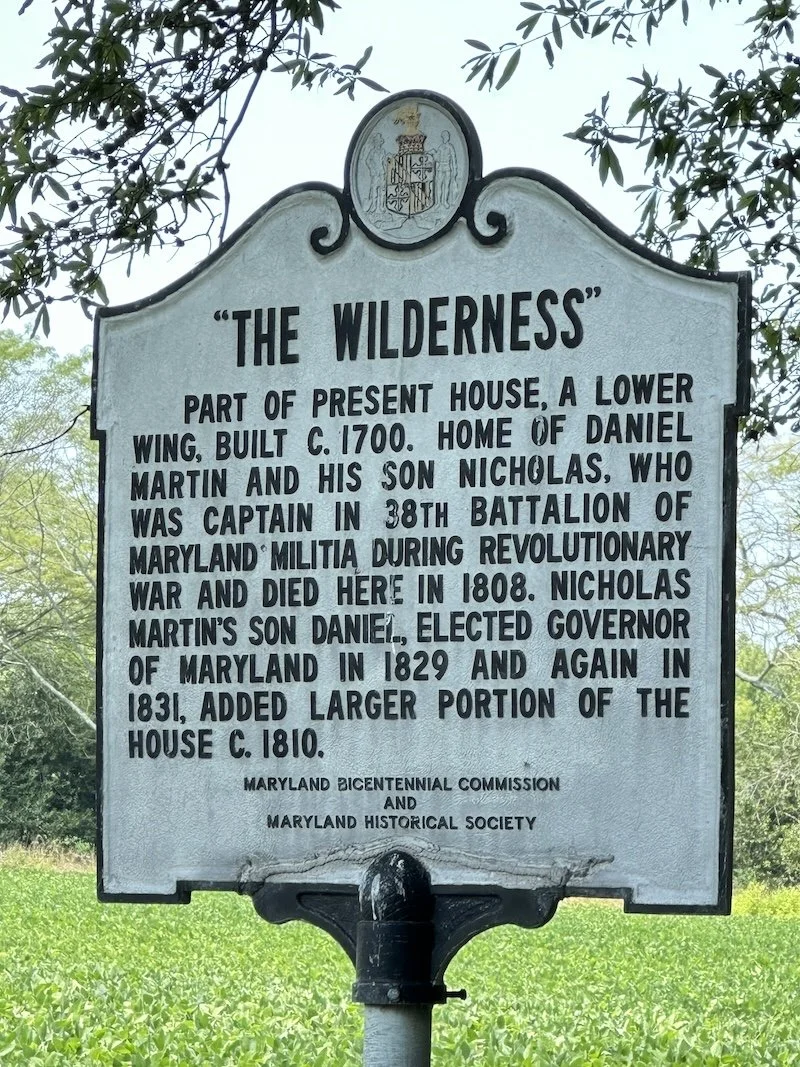 "THE WILDERNESS"
PART OF PRESENT HOUSE, A LOWER
WING, BUILT C. 1700. HOME OF DANIEL
MARTIN AND HIS SON NICHOLAS, WHO
WAS CAPTAIN IN 38TH BATTALION OF
MARYLAND MILITIA DURING REVOLUTIONARY
WAR AND DIED HERE IN 1808. NICHOLAS
MARTIN'S SON DANIEL, ELECTED GOVERNOR
OF MARYLAND IN 1829 AND AGAIN IN
1831, ADDED LARGER PORTION OF THE
HOUSE C. 1810.
MARYLAND BICENTENNIAL COMMISSION
AND
MARYLAND HISTORICAL SOCIETY